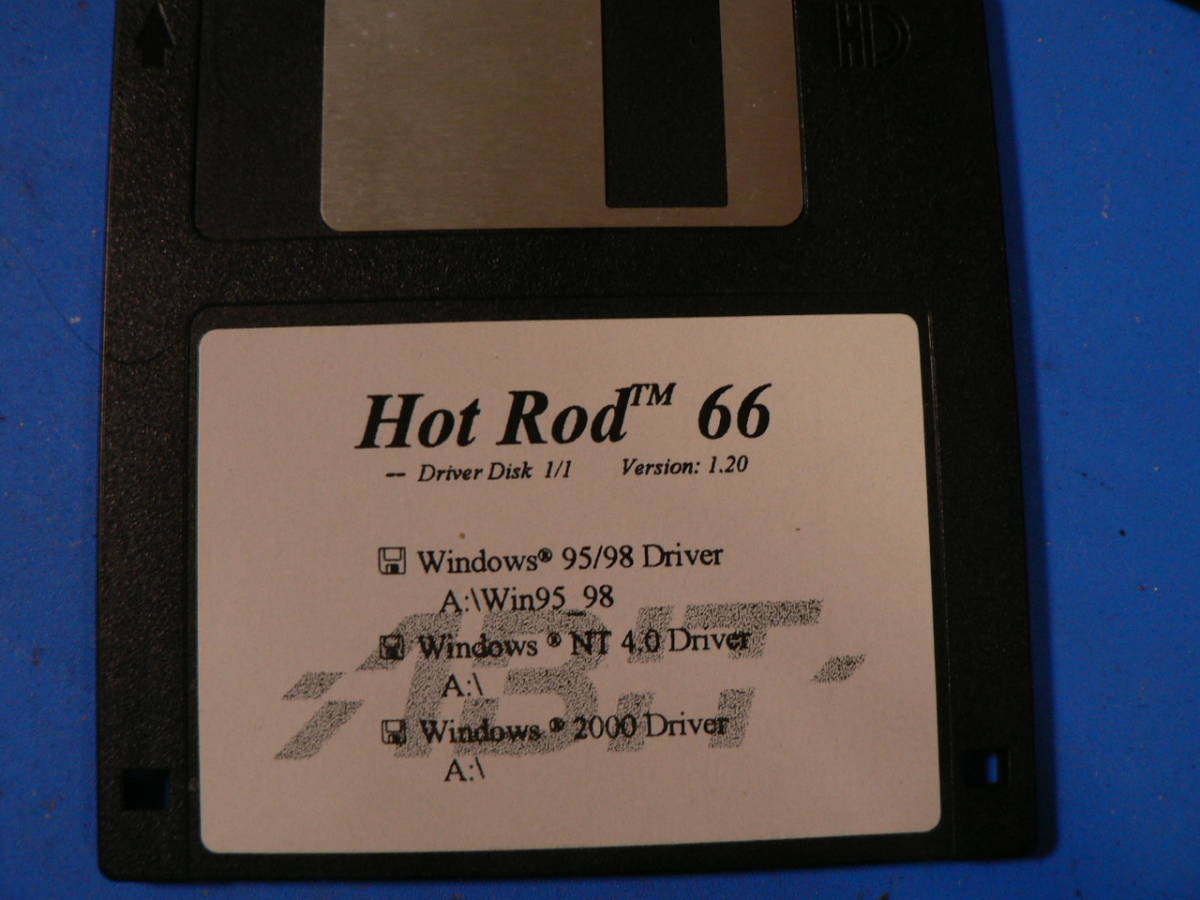 HD
Hot Rod™ 66
-- Driver Disk 1/1 Version: 1.20
Windows® 95/98 Driver
A:\Win95_98
Windows ® NT 4.0 Driver
A:\
Windows ® 2000 Driver
A:\
ABIT